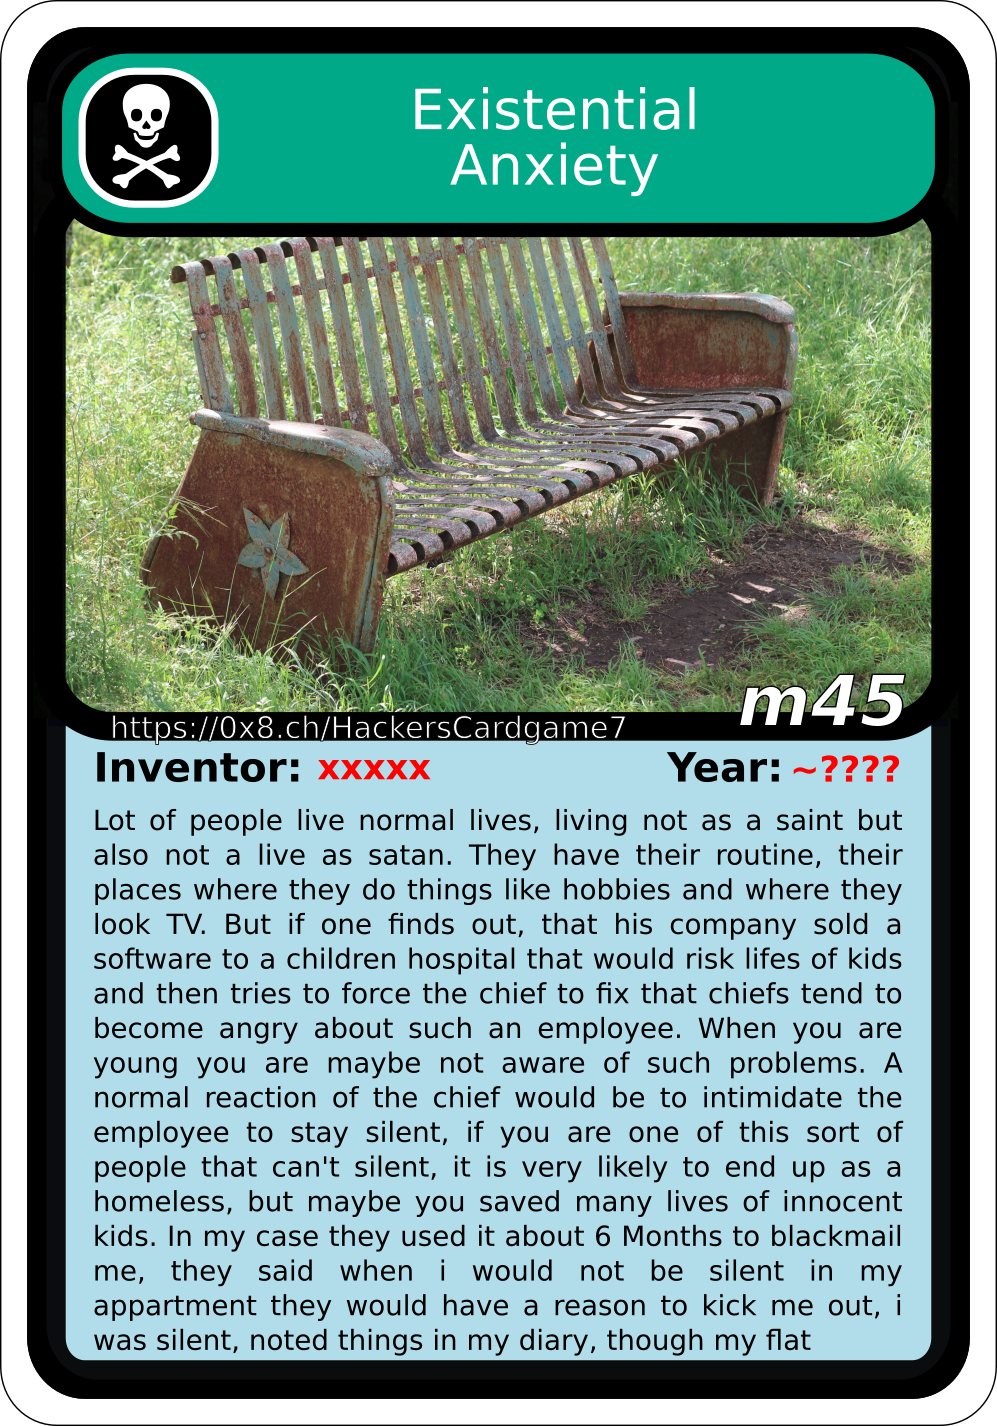 Existential
Anxiety
m45
https://0x8.ch/HackersCardgame7
Inventor: xxxxx Year: ~????
Lot of people live normal lives, living not as a saint but
also not a live as satan. They have their routine, their
places where they do things like hobbies and where they
look TV. But if one finds out, that his company sold a
software to a children hospital that would risk lifes of kids
and then tries to force the chief to fix that chiefs tend to
become angry about such an employee. When you are
young you are maybe not aware of such problems. A
normal reaction of the chief would be to intimidate the
employee to stay silent, if you are one of this sort of
people that can't silent, it is very likely to end up as a
homeless, but maybe you saved many lives of innocent
kids. In my case they used it about 6 Months to blackmail
me, they said when i would not be silent in my
appartment they would have a reason to kick me out, i
was silent, noted things in my diary, though my flat